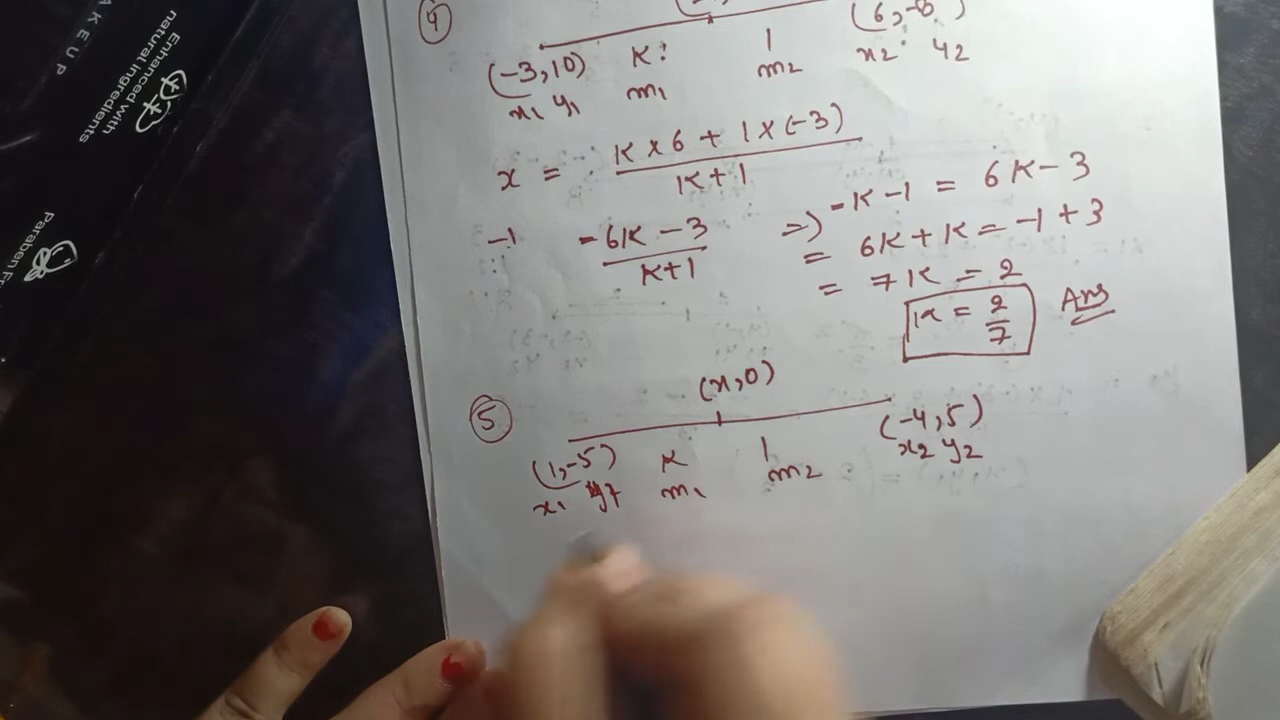 AKEUP
Enhanced with
natural ingredients
Paraben
④
(-3,10) K: 1 (6,-8)
x₁ y₁ m₁ m₂ x₂ y₂
x = K×6 + 1×(-3)
K+1
-1 = 6K-3
K+1
=> -K-1 = 6K-3
= 6K+K = -1+3
= 7K = 2
K = 2/7 Ans
⑤ (x,0)
(1,-5) K 1 (-4,5)
x₁ y₁ m₁ m₂ x₂ y₂